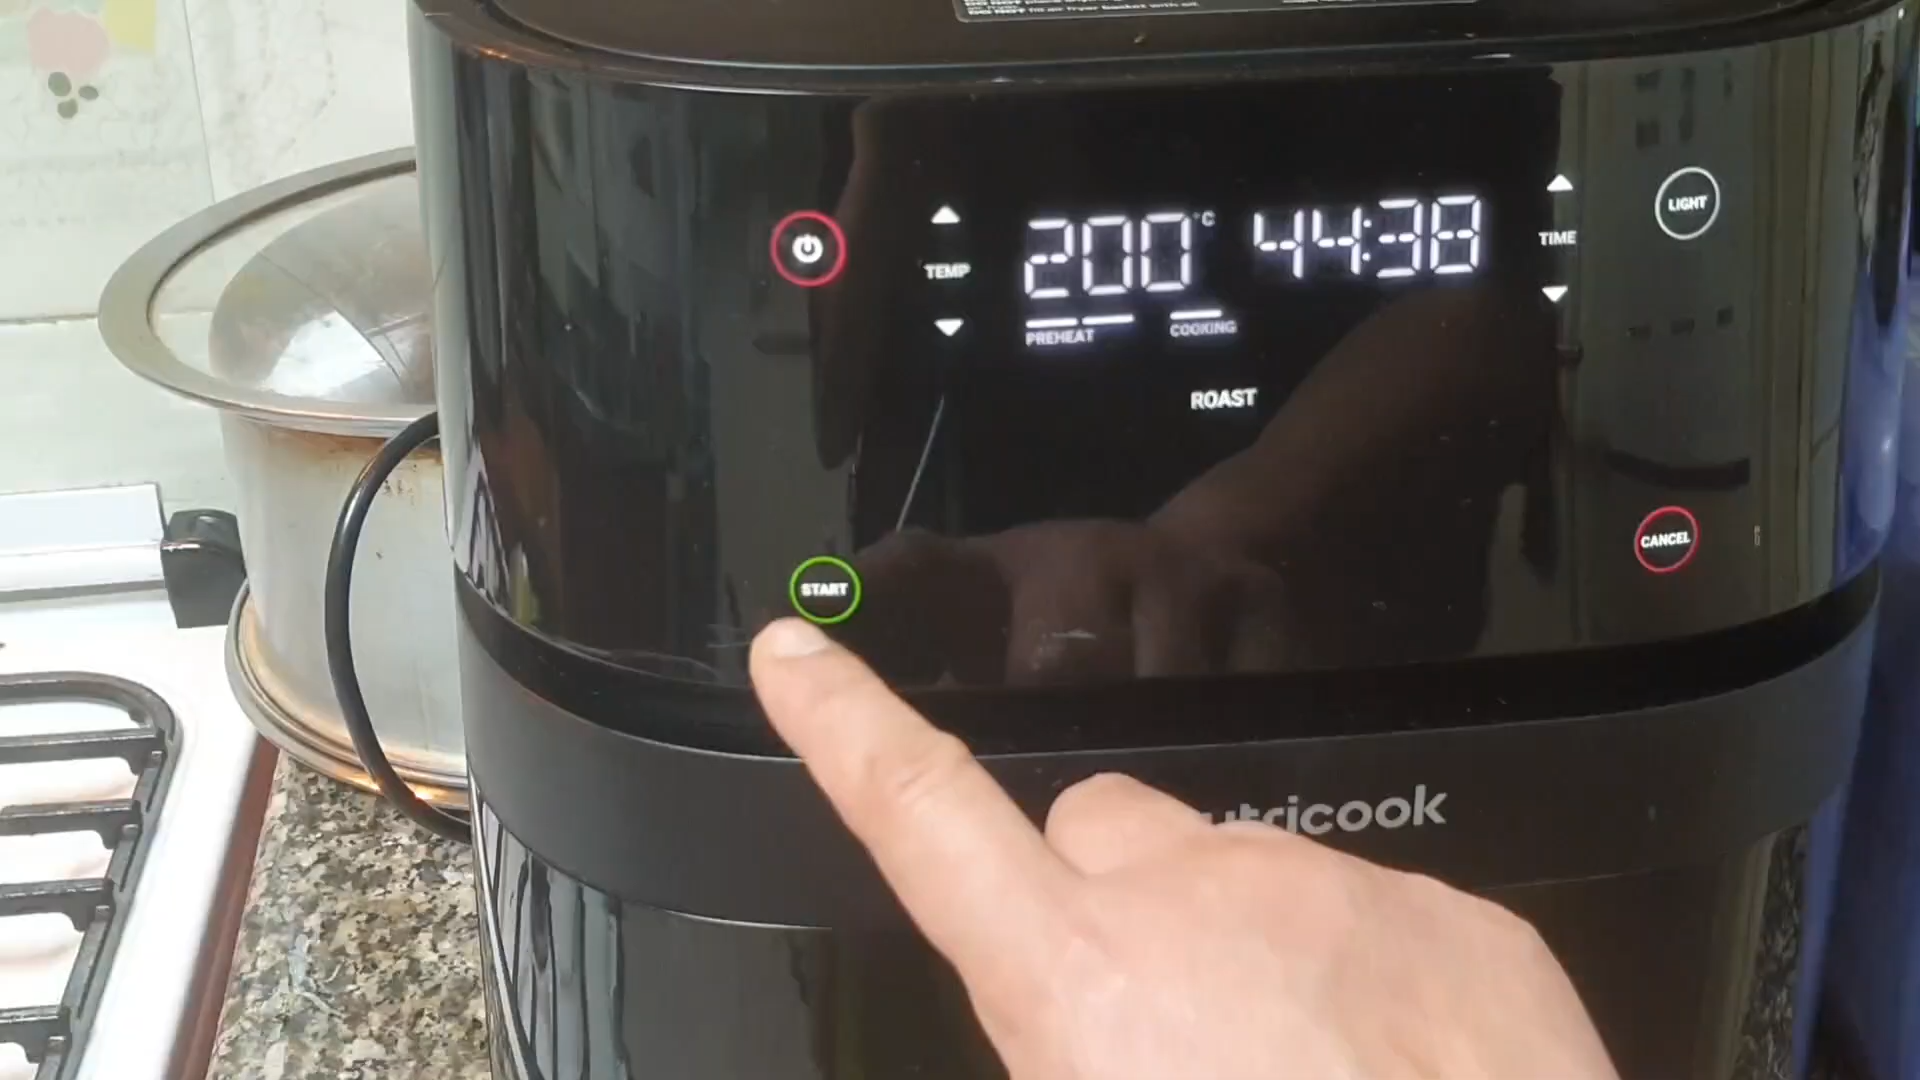 200°C 44:38
TEMP
TIME
LIGHT
PREHEAT COOKING
ROAST
CANCEL
START
utricook